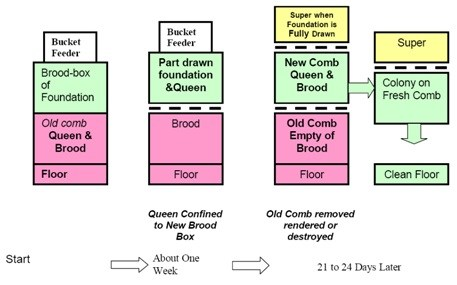 Bucket
Feeder
Brood-box
of
Foundation
Old comb
Queen &
Brood
Floor
Bucket
Feeder
Part drawn
foundation
&Queen
Brood
Floor
Super when
Foundation is
Fully Drawn
New Comb
Queen &
Brood
Old Comb
Empty of
Brood
Floor
Super
Colony on
Fresh Comb
Clean Floor
Queen Confined
to New Brood
Box
Old Comb removed
rendered or
destroyed
Start
About One
Week
21 to 24 Days Later